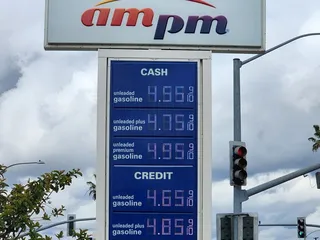 ampm
CASH
unleaded
gasoline 4.55 9/10
unleaded plus
gasoline 4.75 9/10
unleaded
premium
gasoline 4.95 9/10
CREDIT
unleaded
gasoline 4.65 9/10
unleaded plus
gasoline 4.85 9/10